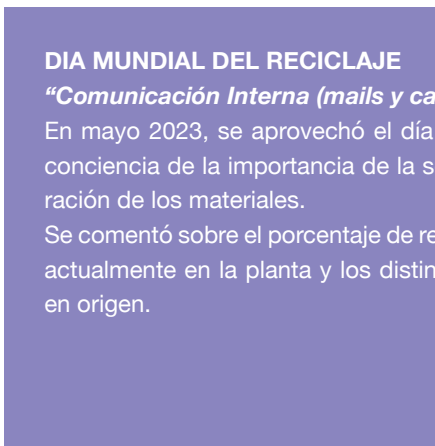 DIA MUNDIAL DEL RECICLAJE
“Comunicación Interna (mails y ca
En mayo 2023, se aprovechó el día
conciencia de la importancia de la s
ración de los materiales.
Se comentó sobre el porcentaje de re
actualmente en la planta y los distin
en origen.